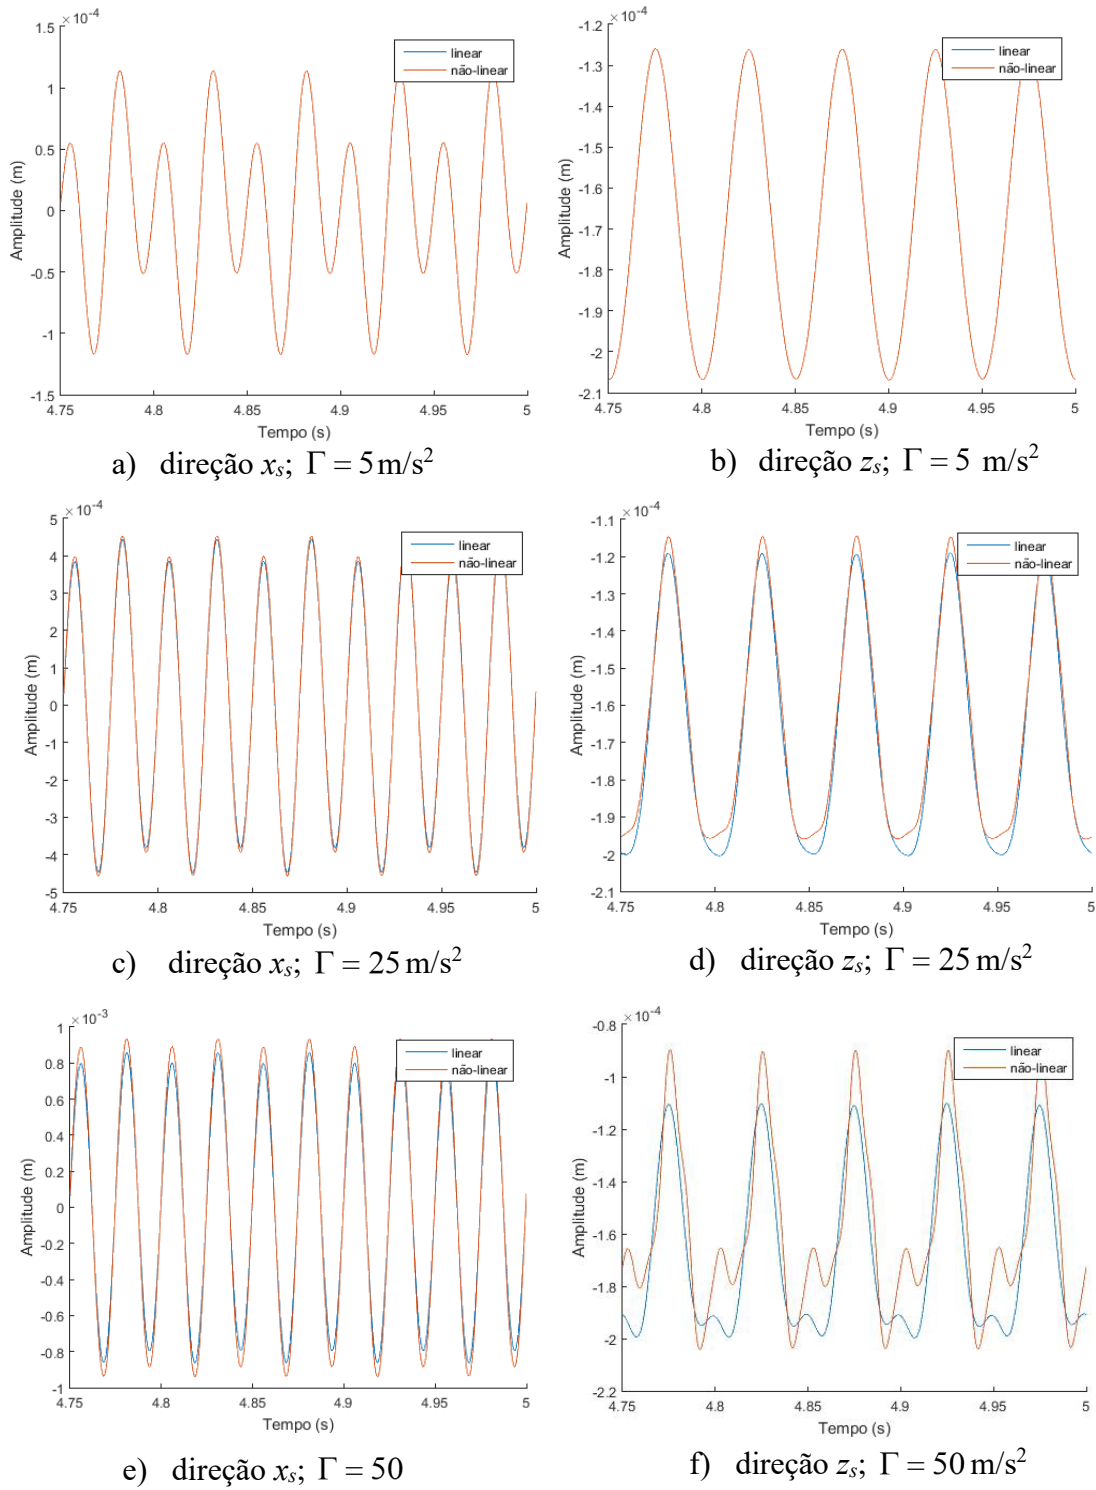 ×10⁻⁴
1.5
1
0.5
0
-0.5
-1
-1.5
Amplitude (m)
linear
não-linear
4.75 4.8 4.85 4.9 4.95 5
Tempo (s)
a) direção xₛ; Γ = 5 m/s²
×10⁻⁴
-1.2
-1.3
-1.4
-1.5
-1.6
-1.7
-1.8
-1.9
-2
-2.1
Amplitude (m)
linear
não-linear
4.75 4.8 4.85 4.9 4.95 5
Tempo (s)
b) direção zₛ; Γ = 5 m/s²
×10⁻⁴
5
4
3
2
1
0
-1
-2
-3
-4
-5
Amplitude (m)
linear
não-linear
4.75 4.8 4.85 4.9 4.95 5
Tempo (s)
c) direção xₛ; Γ = 25 m/s²
×10⁻⁴
-1.1
-1.2
-1.3
-1.4
-1.5
-1.6
-1.7
-1.8
-1.9
-2
-2.1
Amplitude (m)
linear
não-linear
4.75 4.8 4.85 4.9 4.95 5
Tempo (s)
d) direção zₛ; Γ = 25 m/s²
×10⁻³
1
0.8
0.6
0.4
0.2
0
-0.2
-0.4
-0.6
-0.8
-1
Amplitude (m)
linear
não-linear
4.75 4.8 4.85 4.9 4.95 5
Tempo (s)
e) direção xₛ; Γ = 50
×10⁻⁴
-0.8
-1
-1.2
-1.4
-1.6
-1.8
-2
-2.2
Amplitude (m)
linear
não-linear
4.75 4.8 4.85 4.9 4.95 5
Tempo (s)
f) direção zₛ; Γ = 50 m/s²